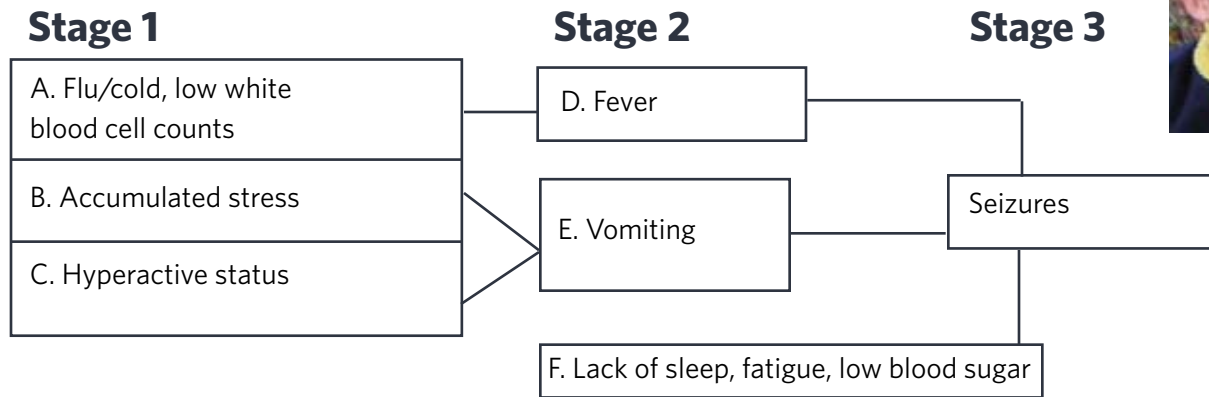 Stage 1
Stage 2
Stage 3
A. Flu/cold, low white
blood cell counts
B. Accumulated stress
C. Hyperactive status
D. Fever
E. Vomiting
F. Lack of sleep, fatigue, low blood sugar
Seizures